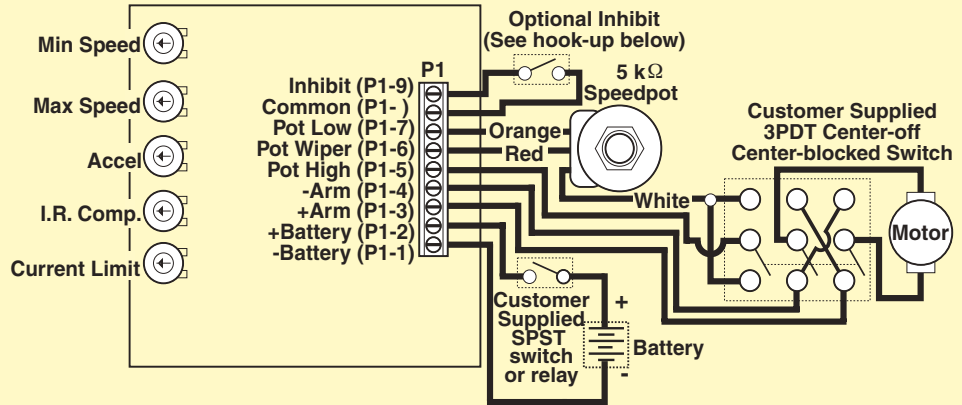 Min Speed
Max Speed
Accel
I.R. Comp.
Current Limit
P1
Inhibit (P1-9)
Common (P1- )
Pot Low (P1-7)
Pot Wiper (P1-6)
Pot High (P1-5)
-Arm (P1-4)
+Arm (P1-3)
+Battery (P1-2)
-Battery (P1-1)
Optional Inhibit
(See hook-up below)
5 kΩ
Speedpot
Orange
Red
White
Customer Supplied
3PDT Center-off
Center-blocked Switch
Motor
Customer
Supplied
SPST
switch
or relay
+
Battery
-